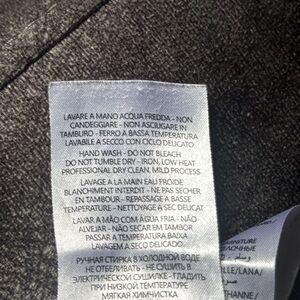 LAVARE A MANO ACQUA FREDDA - NON
CANDEGGIARE - NON ASCIUGARE IN
TAMBURO - FERRO A BASSA TEMPERATURA
LAVABILE A SECCO CON CICLO DELICATO
HAND WASH - DO NOT BLEACH
DO NOT TUMBLE DRY - IRON, LOW HEAT
PROFESSIONAL DRY CLEAN, MILD PROCESS
LAVAGE A LA MAIN EAU FROIDE
BLANCHIMENT INTERDIT - NE PAS SECHER
EN TAMBOUR - REPASSAGE A BASSE
TEMPERATURE - NETTOYAGE A SEC DELICAT
LAVAR A MÃO COM ÁGUA FRIA - NÃO
ALVEJAR - NÃO SECAR EM TAMBOR
PASSAR A TEMPERATURA BAIXA
LAVAGEM A SECO DELICADO
РУЧНАЯ СТИРКА В ХОЛОДНОЙ ВОДЕ
НЕ ОТБЕЛИВАТЬ - НЕ СУШИТЬ В
ЭЛЕКТРИЧЕСКОЙ СУШИЛКЕ - ГЛАДИТЬ
ПРИ НИЗКОЙ ТЕМПЕРАТУРЕ
МЯГКАЯ ХИМЧИСТКА
LLE/LANA/
THANNE,